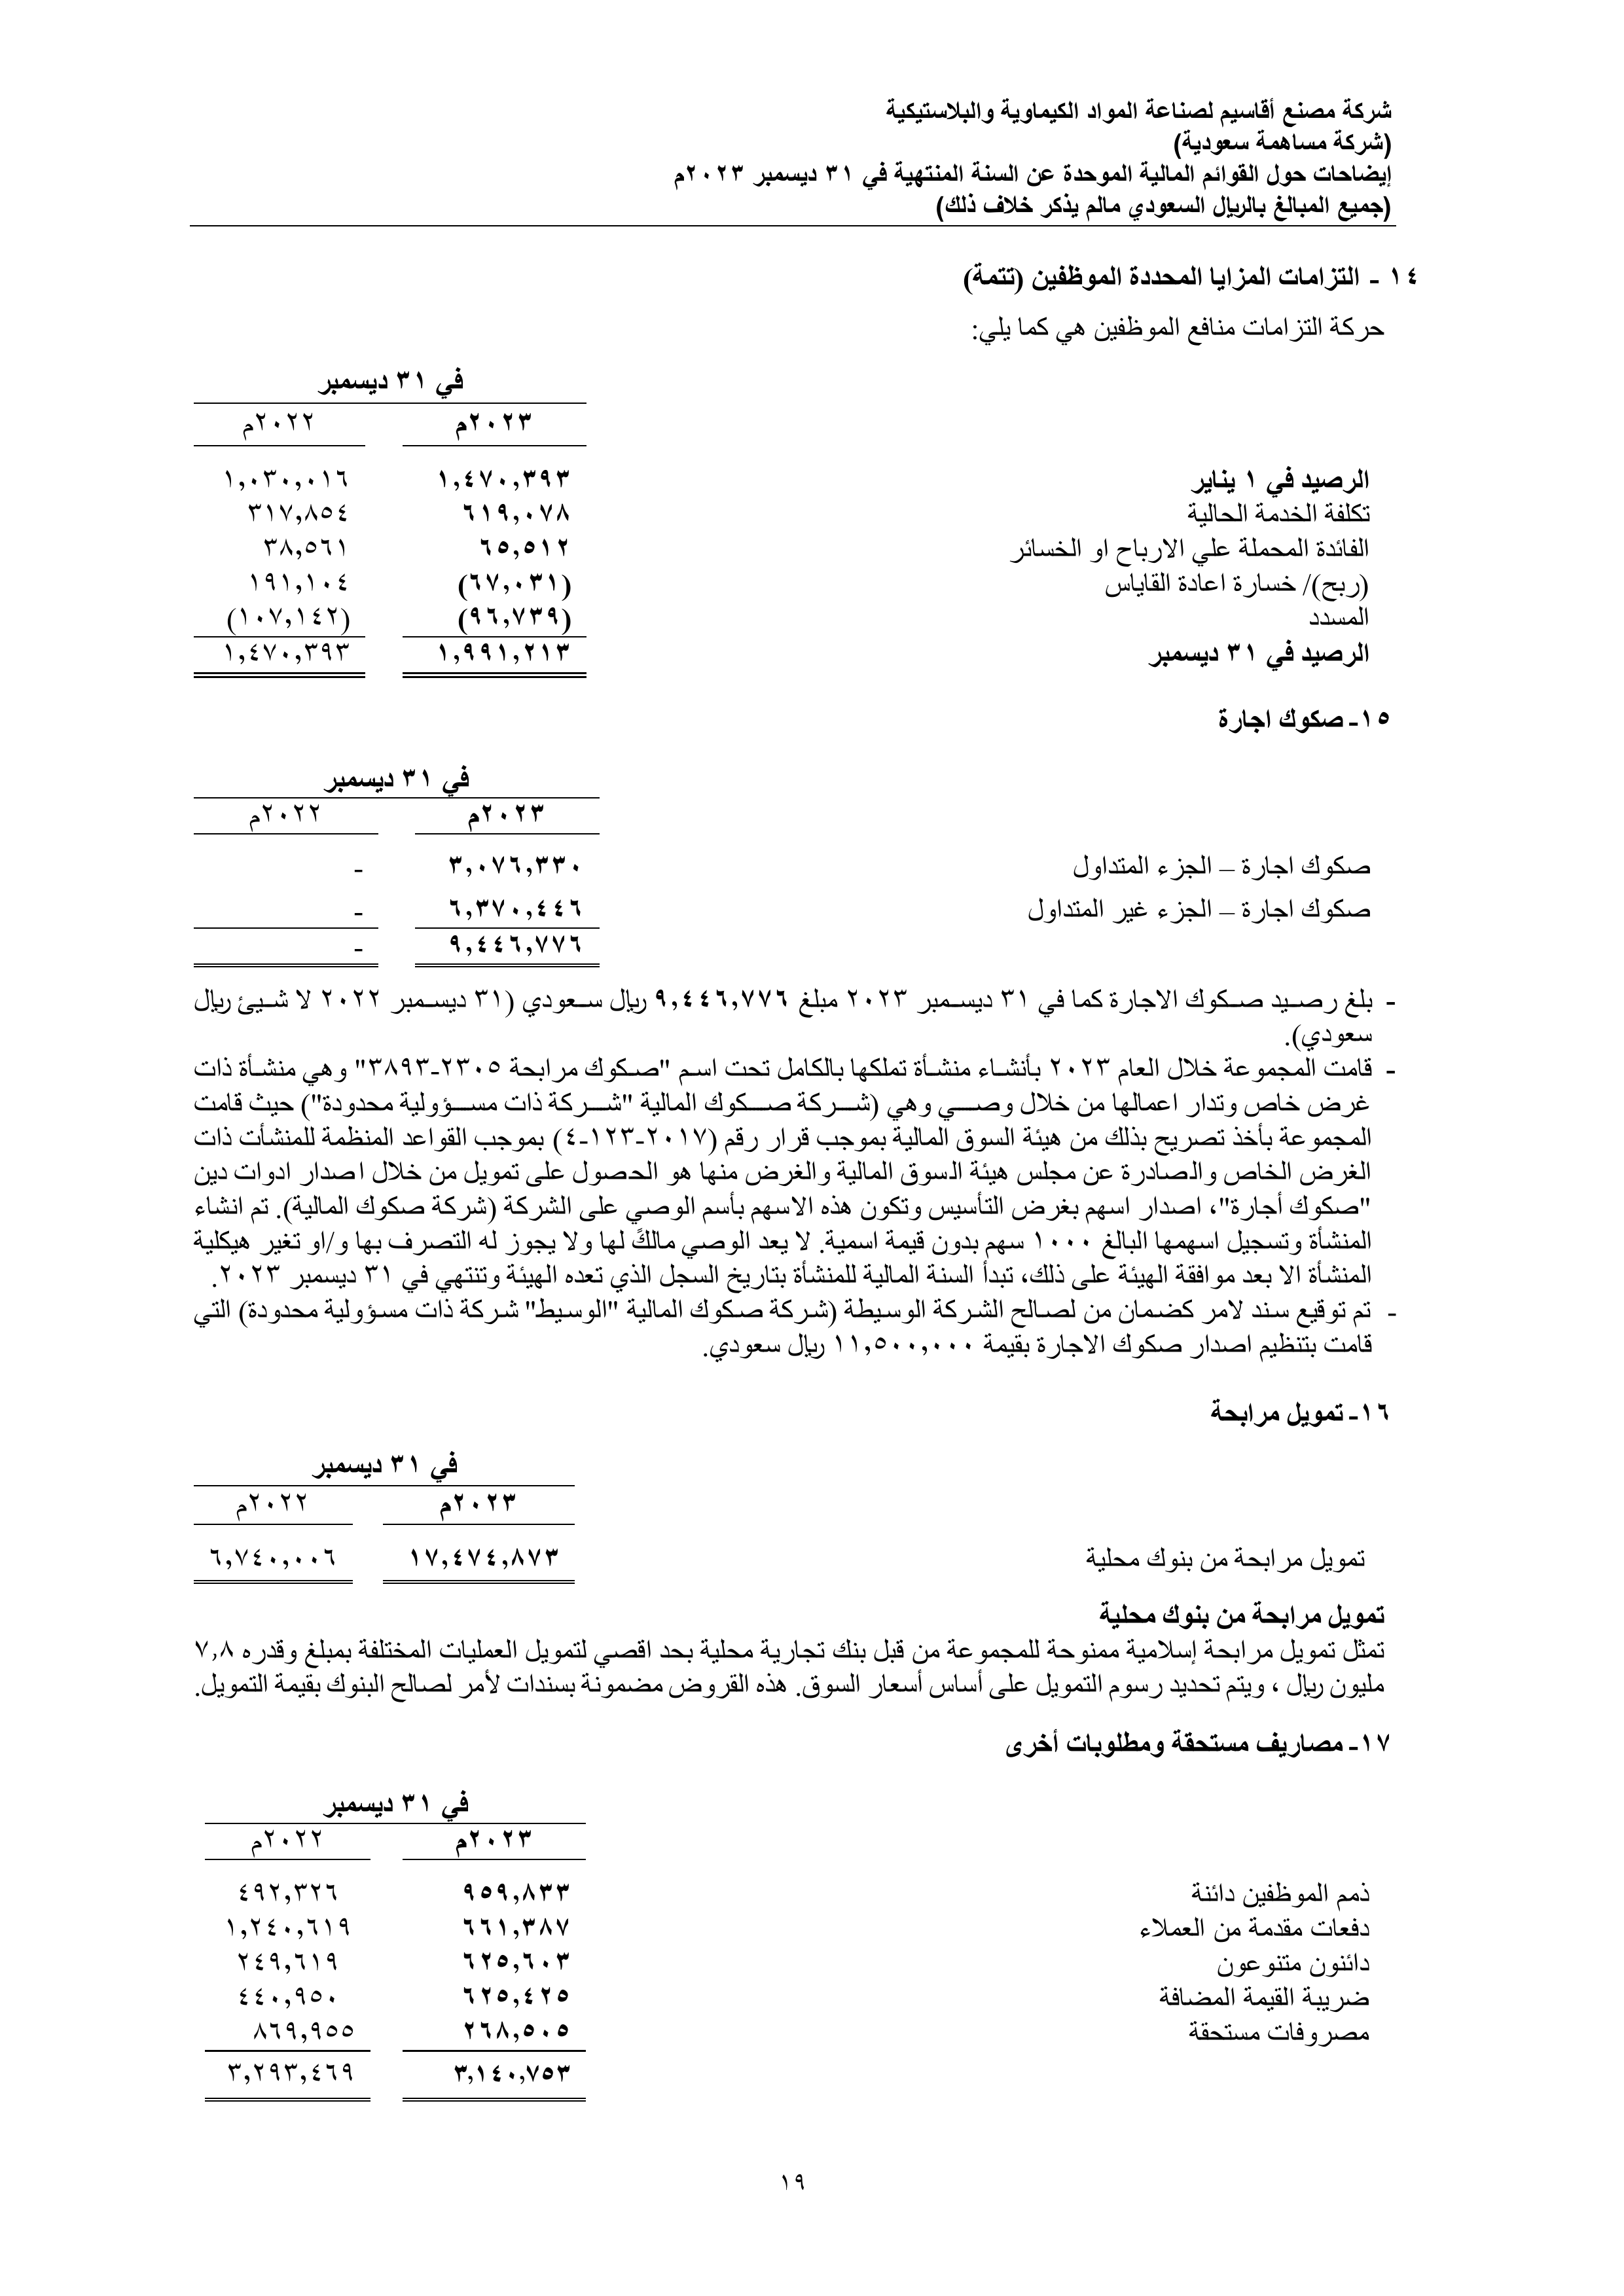 شركة مصنع أقاسيم لصناعة المواد الكيماوية والبلاستيكية
(شركة مساهمة سعودية)
إيضاحات حول القوائم المالية الموحدة عن السنة المنتهية في ٣١ ديسمبر ٢٠٢٣م
(جميع المبالغ بالريال السعودي مالم يذكر خلاف ذلك)
١٤ - التزامات المزايا المحددة الموظفين (تتمة)
حركة التزامات منافع الموظفين هي كما يلي:
في ٣١ ديسمبر
٢٠٢٣م ٢٠٢٢م
الرصيد في ١ يناير ١,٤٧٠,٣٩٣ ١,٠٣٠,٠١٦
تكلفة الخدمة الحالية ٦١٩,٠٧٨ ٣١٧,٨٥٤
الفائدة المحملة علي الارباح او الخسائر ٦٥,٥١٢ ٣٨,٥٦١
(ربح)/ خسارة اعادة القاياس (٦٧,٠٣١) ١٩١,١٠٤
المسدد (٩٦,٧٣٩) (١٠٧,١٤٢)
الرصيد في ٣١ ديسمبر ١,٩٩١,٢١٣ ١,٤٧٠,٣٩٣
١٥- صكوك اجارة
في ٣١ ديسمبر
٢٠٢٣م ٢٠٢٢م
صكوك اجارة – الجزء المتداول ٣,٠٧٦,٣٣٠ -
صكوك اجارة – الجزء غير المتداول ٦,٣٧٠,٤٤٦ -
٩,٤٤٦,٧٧٦ -
- بلغ رصيد صكوك الاجارة كما في ٣١ ديسمبر ٢٠٢٣ مبلغ ٩,٤٤٦,٧٧٦ ريال سعودي (٣١ ديسمبر ٢٠٢٢ لا شيئ ريال
سعودي).
- قامت المجموعة خلال العام ٢٠٢٣ بأنشاء منشأة تملكها بالكامل تحت اسم "صكوك مرابحة ٢٣٠٥-٣٨٩٣" وهي منشأة ذات
غرض خاص وتدار اعمالها من خلال وصي وهي (شركة صكوك المالية "شركة ذات مسؤولية محدودة") حيث قامت
المجموعة بأخذ تصريح بذلك من هيئة السوق المالية بموجب قرار رقم (٢٠١٧-١٢٣-٤) بموجب القواعد المنظمة للمنشأت ذات
الغرض الخاص والصادرة عن مجلس هيئة السوق المالية والغرض منها هو الحصول على تمويل من خلال اصدار ادوات دين
"صكوك أجارة"، اصدار اسهم بغرض التأسيس وتكون هذه الاسهم بأسم الوصي على الشركة (شركة صكوك المالية). تم انشاء
المنشأة وتسجيل اسهمها البالغ ١٠٠٠ سهم بدون قيمة اسمية. لا يعد الوصي مالكً لها ولا يجوز له التصرف بها و/او تغير هيكلية
المنشأة الا بعد موافقة الهيئة على ذلك، تبدأ السنة المالية للمنشأة بتاريخ السجل الذي تعده الهيئة وتنتهي في ٣١ ديسمبر ٢٠٢٣.
- تم توقيع سند لامر كضمان من لصالح الشركة الوسيطة (شركة صكوك المالية "الوسيط" شركة ذات مسؤولية محدودة) التي
قامت بتنظيم اصدار صكوك الاجارة بقيمة ١١,٥٠٠,٠٠٠ ريال سعودي.
١٦- تمويل مرابحة
في ٣١ ديسمبر
٢٠٢٣م ٢٠٢٢م
تمويل مرابحة من بنوك محلية ١٧,٤٧٤,٨٧٣ ٦,٧٤٠,٠٠٦
تمويل مرابحة من بنوك محلية
تمثل تمويل مرابحة إسلامية ممنوحة للمجموعة من قبل بنك تجارية محلية بحد اقصي لتمويل العمليات المختلفة بمبلغ وقدره ٧,٨
مليون ريال ، ويتم تحديد رسوم التمويل على أساس أسعار السوق. هذه القروض مضمونة بسندات لأمر لصالح البنوك بقيمة التمويل.
١٧- مصاريف مستحقة ومطلوبات أخرى
في ٣١ ديسمبر
٢٠٢٣م ٢٠٢٢م
ذمم الموظفين دائنة ٩٥٩,٨٣٣ ٤٩٢,٣٢٦
دفعات مقدمة من العملاء ٦٦١,٣٨٧ ١,٢٤٠,٦١٩
دائنون متنوعون ٦٢٥,٦٠٣ ٢٤٩,٦١٩
ضريبة القيمة المضافة ٦٢٥,٤٢٥ ٤٤٠,٩٥٠
مصروفات مستحقة ٢٦٨,٥٠٥ ٨٦٩,٩٥٥
٣,١٤٠,٧٥٣ ٣,٢٩٣,٤٦٩
١٩